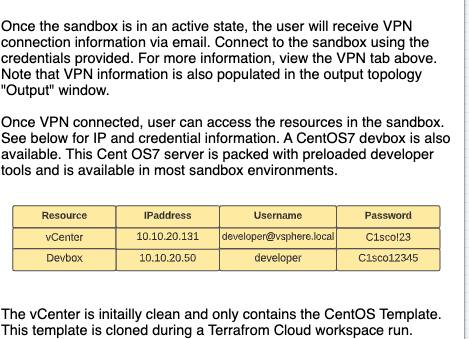 Once the sandbox is in an active state, the user will receive VPN
connection information via email. Connect to the sandbox using the
credentials provided. For more information, view the VPN tab above.
Note that VPN information is also populated in the output topology
"Output" window.
Once VPN connected, user can access the resources in the sandbox.
See below for IP and credential information. A CentOS7 devbox is also
available. This Cent OS7 server is packed with preloaded developer
tools and is available in most sandbox environments.
Resource IPaddress Username Password
vCenter 10.10.20.131 developer@vsphere.local C1sco!23
Devbox 10.10.20.50 developer C1sco12345
The vCenter is initailly clean and only contains the CentOS Template.
This template is cloned during a Terrafrom Cloud workspace run.